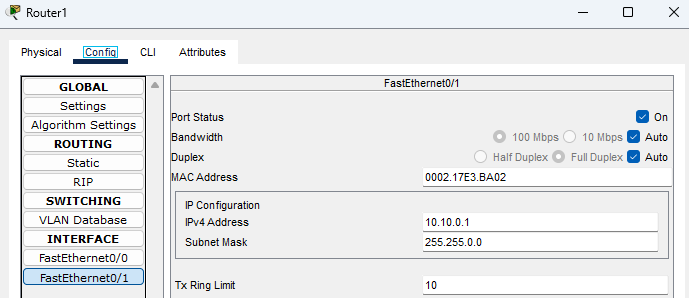 Router1
Physical Config CLI Attributes
GLOBAL
Settings
Algorithm Settings
ROUTING
Static
RIP
SWITCHING
VLAN Database
INTERFACE
FastEthernet0/0
FastEthernet0/1
FastEthernet0/1
Port Status On
Bandwidth 100 Mbps 10 Mbps Auto
Duplex Half Duplex Full Duplex Auto
MAC Address 0002.17E3.BA02
IP Configuration
IPv4 Address 10.10.0.1
Subnet Mask 255.255.0.0
Tx Ring Limit 10